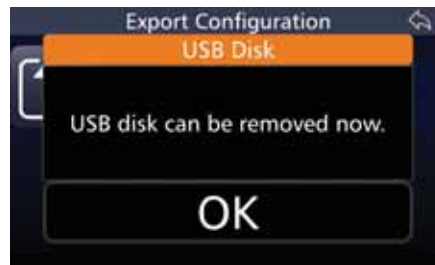 Export Configuration
USB Disk
USB disk can be removed now.
OK